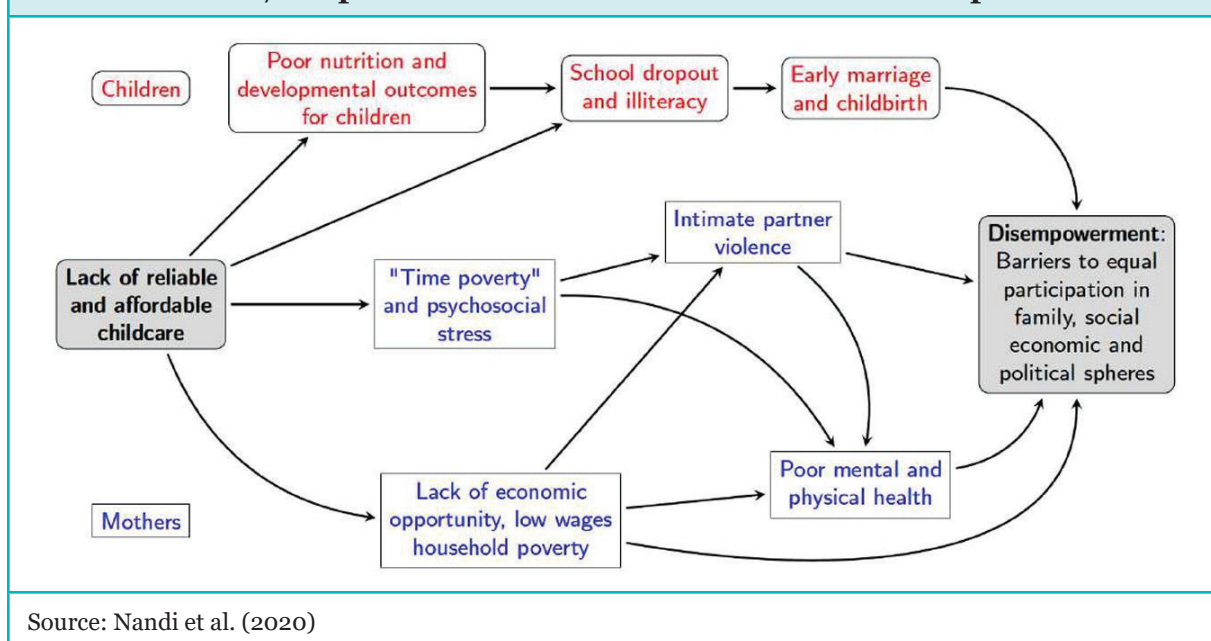 Children
Poor nutrition and
developmental outcomes
for children
School dropout
and illiteracy
Early marriage
and childbirth
Intimate partner
violence
Disempowerment:
Barriers to equal
participation in
family, social
economic and
political spheres
Lack of reliable
and affordable
childcare
"Time poverty"
and psychosocial
stress
Poor mental and
physical health
Lack of economic
opportunity, low wages
household poverty
Mothers
Source: Nandi et al. (2020)